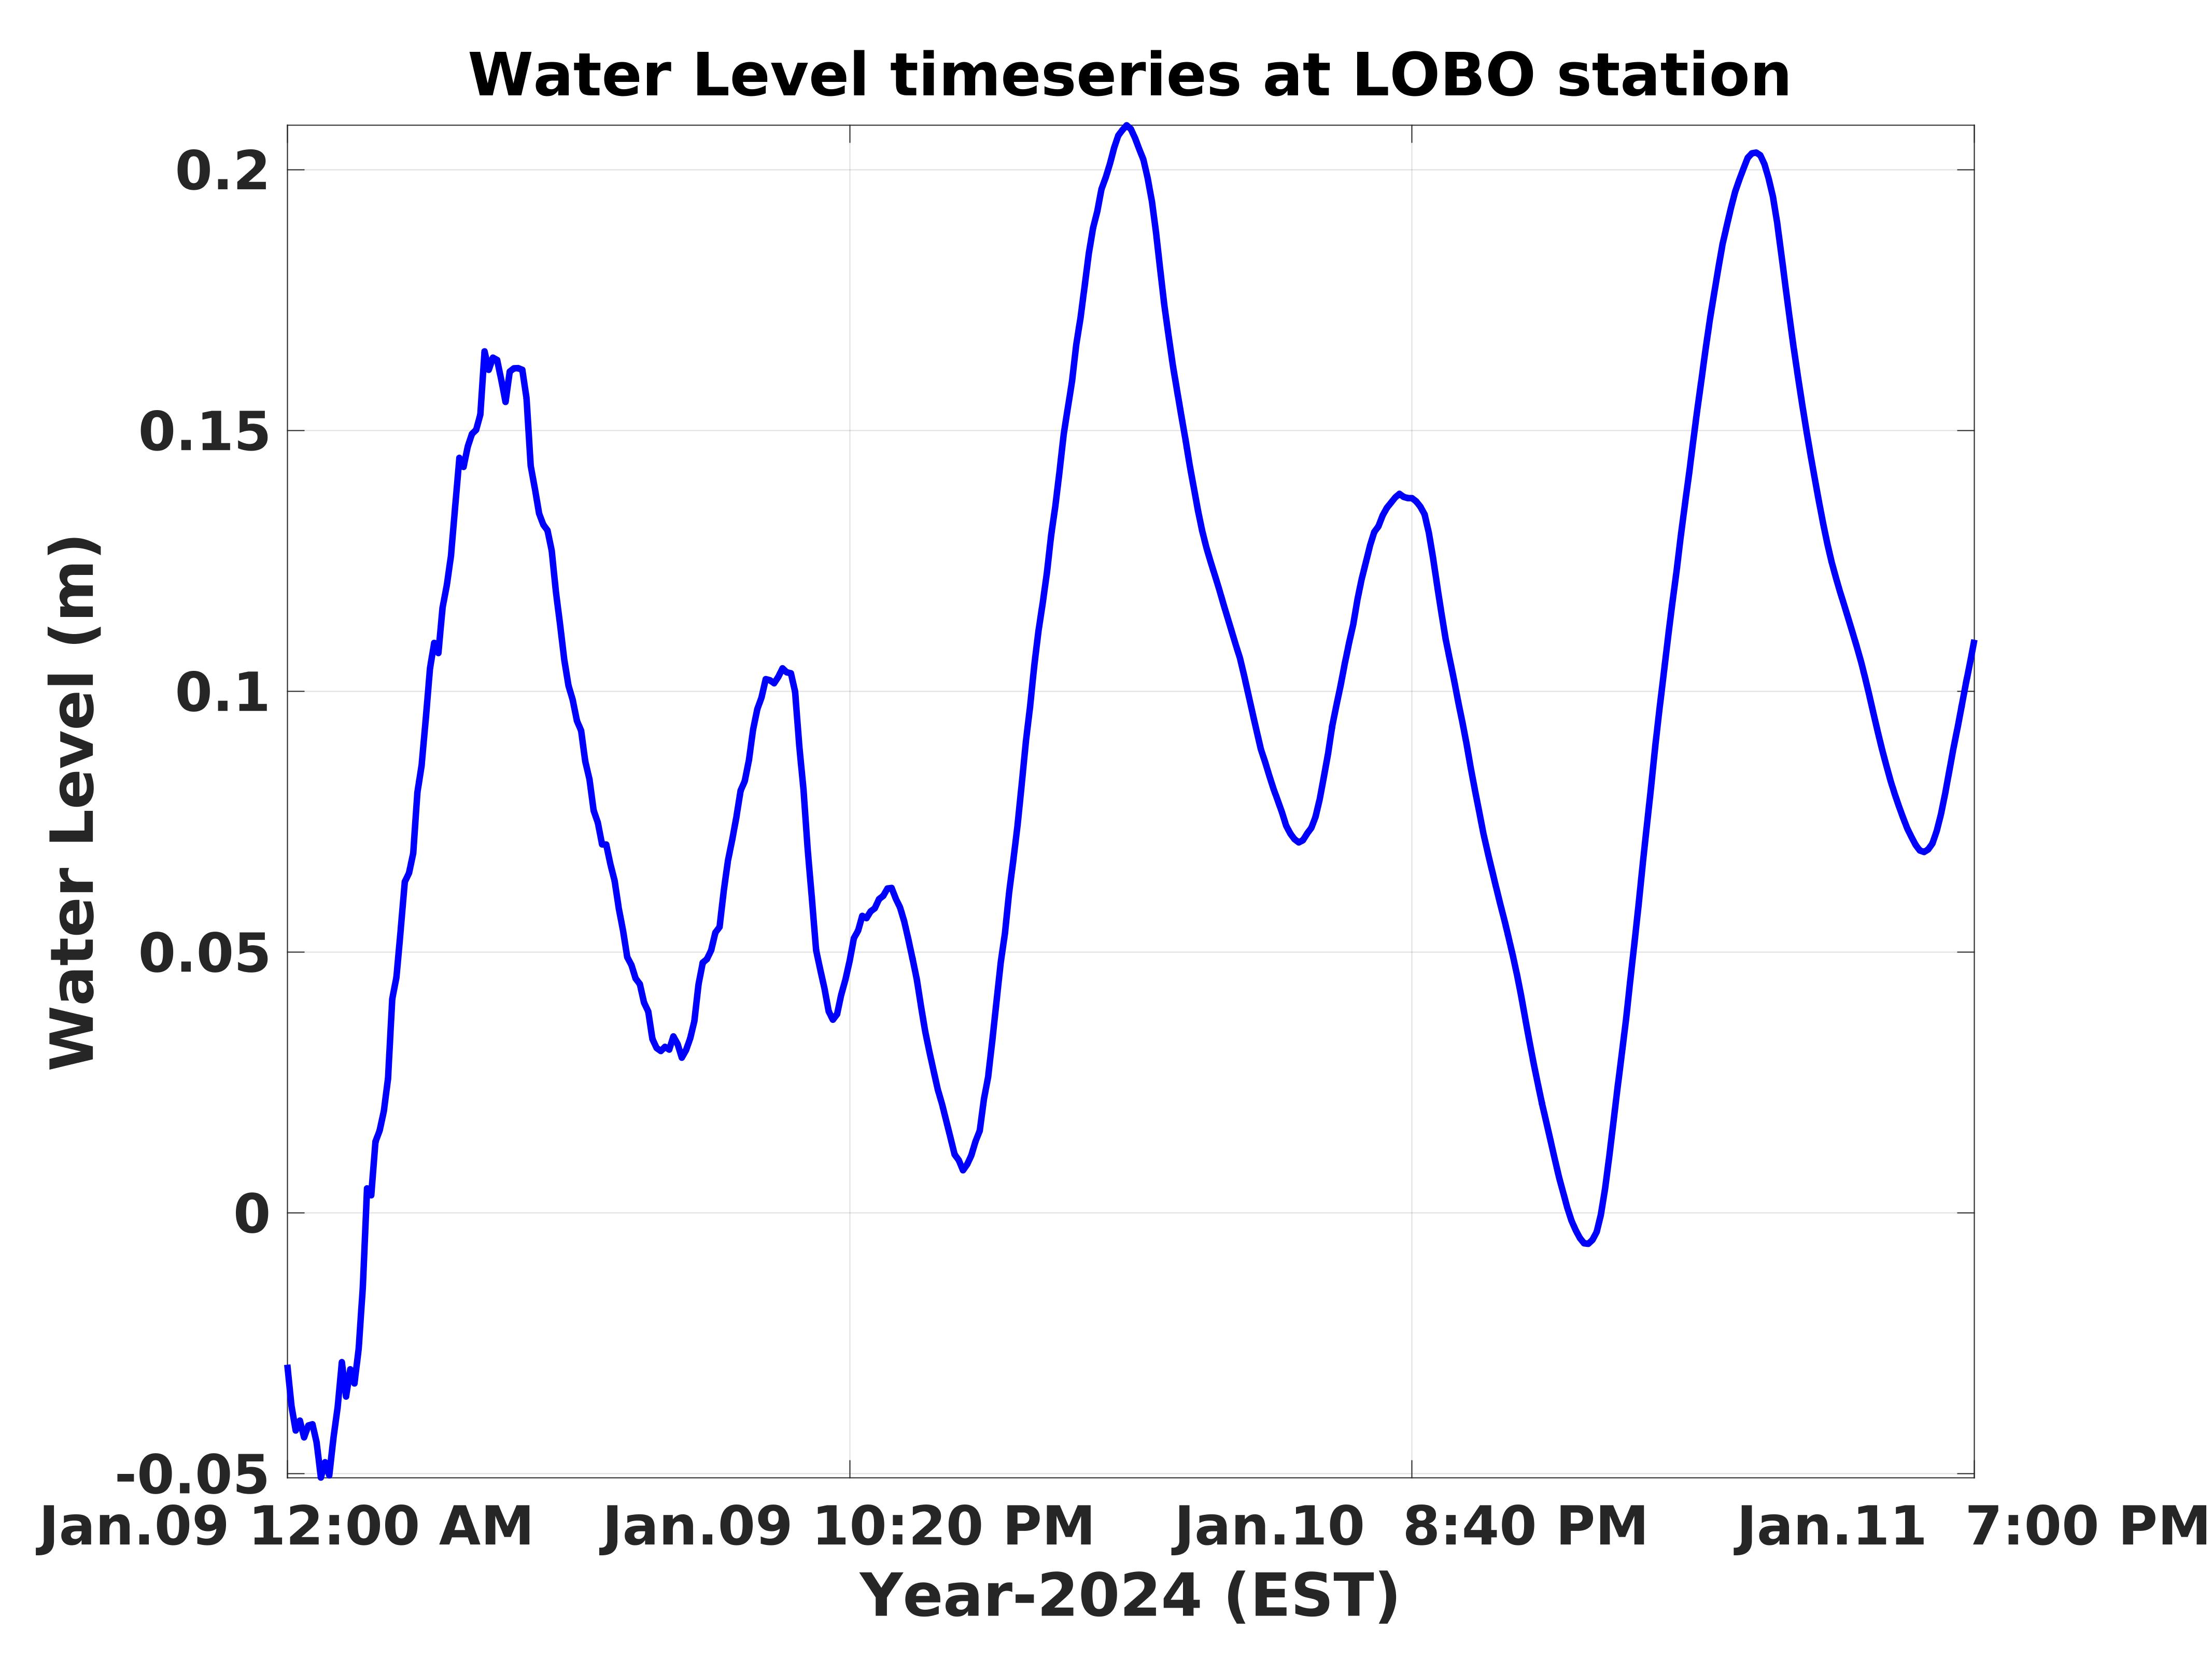 Water Level timeseries at LOBO station
Water Level (m)
0.2
0.15
0.1
0.05
0
-0.05
Jan.09 12:00 AM Jan.09 10:20 PM Jan.10 8:40 PM Jan.11 7:00 PM
Year-2024 (EST)